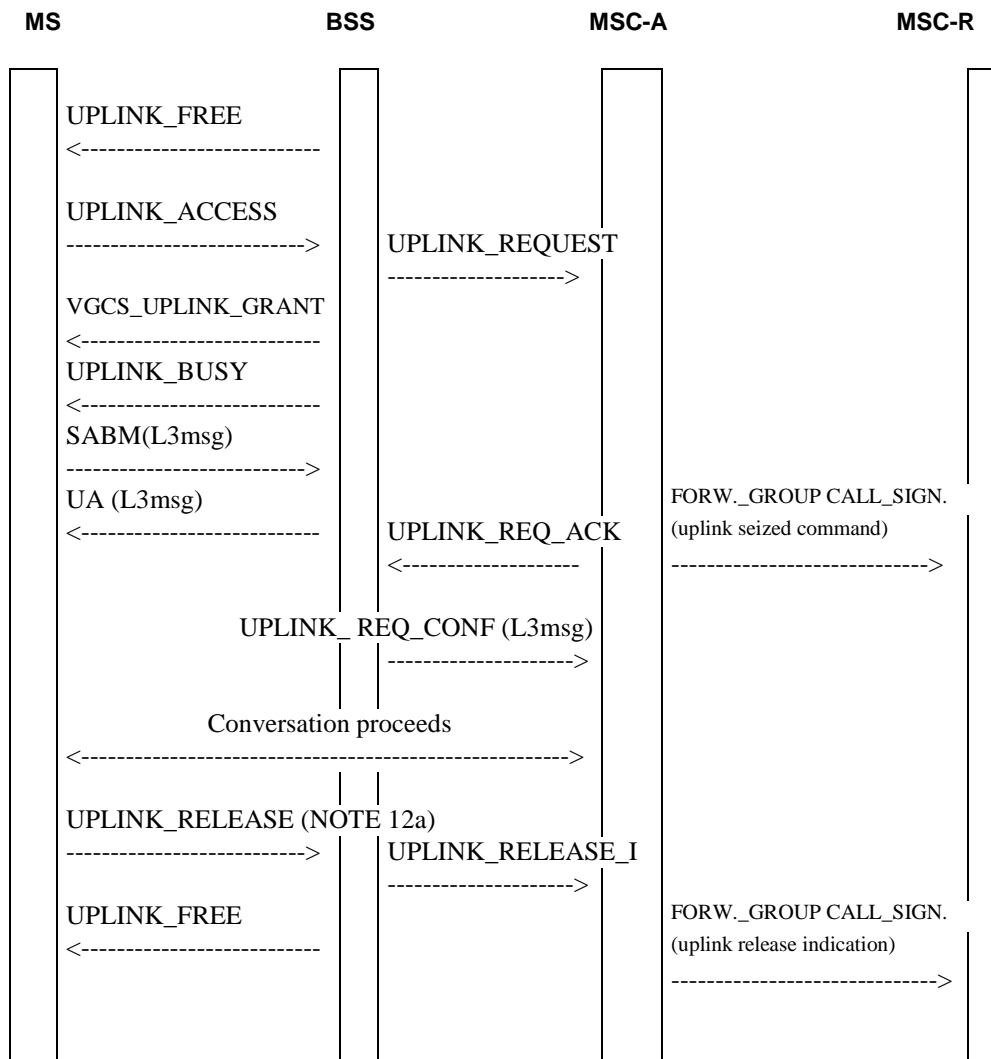 MS BSS MSC-A MSC-R
UPLINK_FREE
<---------------------------
UPLINK_ACCESS
---------------------------> UPLINK_REQUEST
-------------------->
VGCS_UPLINK_GRANT
<---------------------------
UPLINK_BUSY
<---------------------------
SABM(L3msg)
--------------------------->
UA (L3msg) FORW._GROUP CALL_SIGN.
<--------------------------- UPLINK_REQ_ACK (uplink seized command)
<-------------------- ----------------------------->
UPLINK_ REQ_CONF (L3msg)
--------------------->
Conversation proceeds
<------------------------------------------------------->
UPLINK_RELEASE (NOTE 12a)
---------------------------> UPLINK_RELEASE_I
--------------------->
UPLINK_FREE FORW._GROUP CALL_SIGN.
<--------------------------- (uplink release indication)
------------------------------>